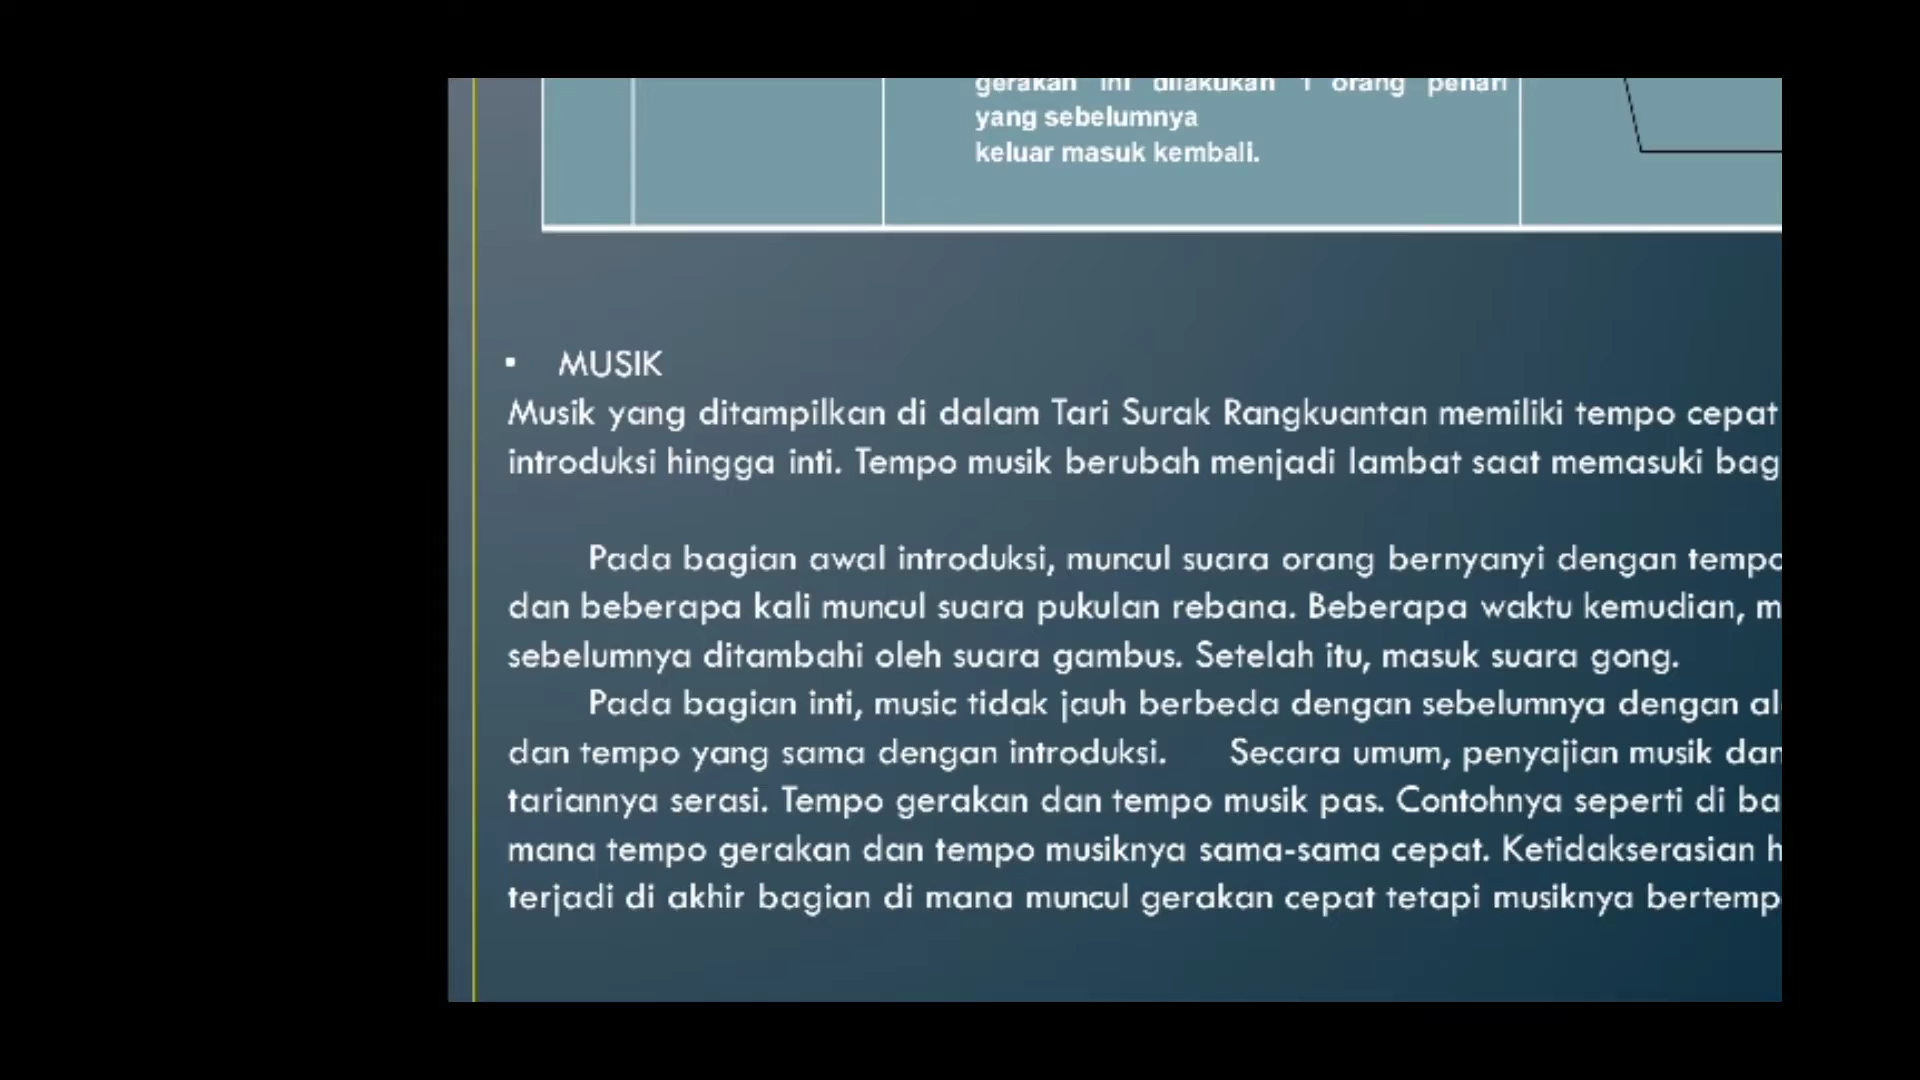 gerakan ini dilakukan 1 orang penari
yang sebelumnya
keluar masuk kembali.
▪ MUSIK
Musik yang ditampilkan di dalam Tari Surak Rangkuantan memiliki tempo cepat
introduksi hingga inti. Tempo musik berubah menjadi lambat saat memasuki bag
Pada bagian awal introduksi, muncul suara orang bernyanyi dengan tempo
dan beberapa kali muncul suara pukulan rebana. Beberapa waktu kemudian, m
sebelumnya ditambahi oleh suara gambus. Setelah itu, masuk suara gong.
Pada bagian inti, music tidak jauh berbeda dengan sebelumnya dengan al
dan tempo yang sama dengan introduksi. Secara umum, penyajian musik dan
tariannya serasi. Tempo gerakan dan tempo musik pas. Contohnya seperti di ba
mana tempo gerakan dan tempo musiknya sama-sama cepat. Ketidakserasian h
terjadi di akhir bagian di mana muncul gerakan cepat tetapi musiknya bertemp